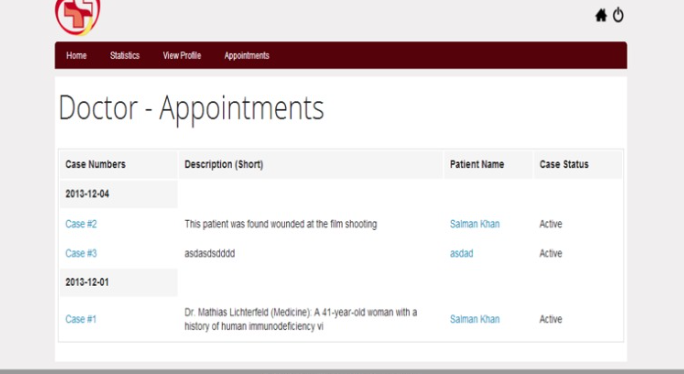 Home Statistics View Profile Appointments
Doctor - Appointments
Case Numbers Description (Short) Patient Name Case Status
2013-12-04
Case #2 This patient was found wounded at the film shooting Salman Khan Active
Case #3 asdasdsdddd asdad Active
2013-12-01
Case #1 Dr. Mathias Lichterfeld (Medicine): A 41-year-old woman with a Salman Khan Active
history of human immunodeficiency vi